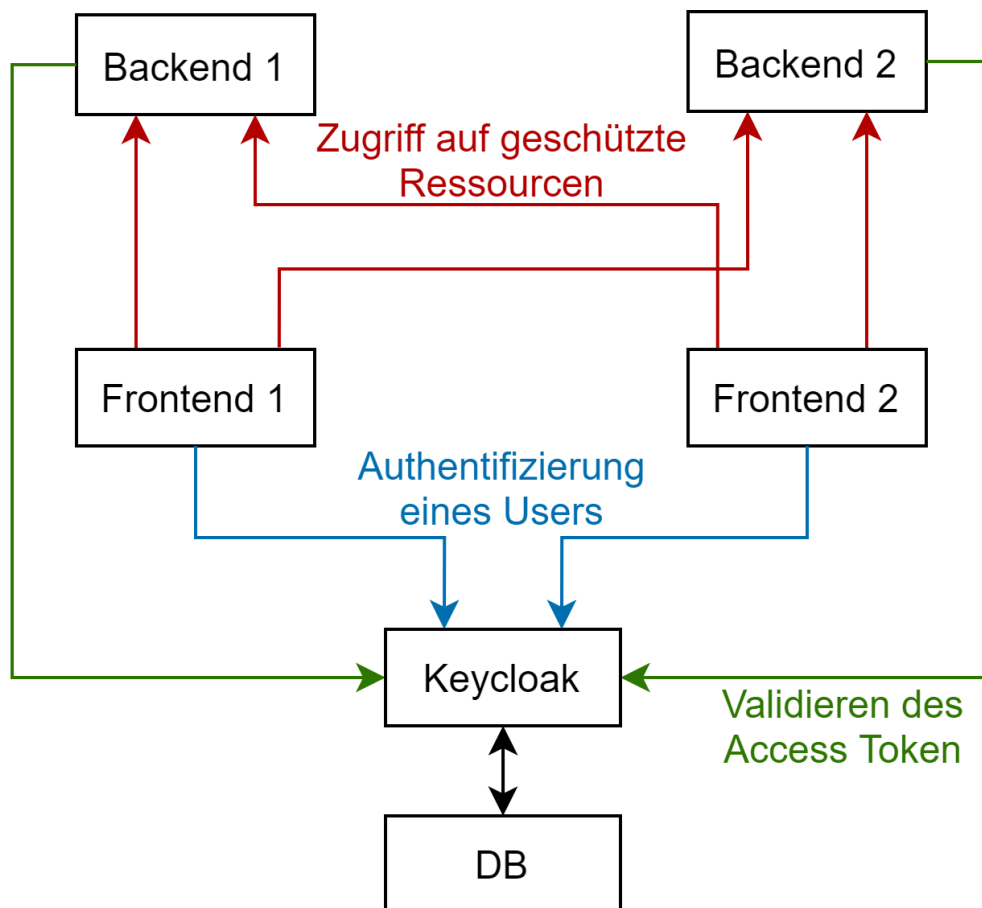 Backend 1
Backend 2
Zugriff auf geschützte
Ressourcen
Frontend 1
Frontend 2
Authentifizierung
eines Users
Keycloak
Validieren des
Access Token
DB